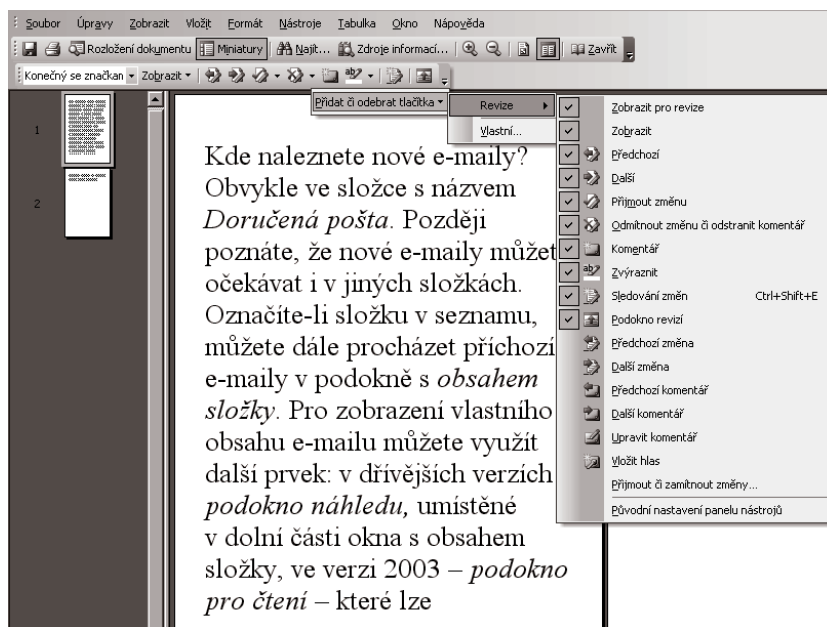 Soubor Úpravy Zobrazit Vložit Formát Nástroje Tabulka Okno Nápověda
Rozložení dokumentu Miniatury Najít... Zdroje informací... Zavřít
Konečný se značkan Zobrazit
Přidat či odebrat tlačítka
Revize
Vlastní...
Zobrazit pro revize
Zobrazit
Předchozí
Další
Přijmout změnu
Odmítnout změnu či odstranit komentář
Komentář
Zvýraznit
Sledování změn Ctrl+Shift+E
Podokno revizí
Předchozí změna
Další změna
Předchozí komentář
Další komentář
Upravit komentář
Vložit hlas
Přijmout či zamítnout změny...
Původní nastavení panelu nástrojů
1
2
Kde naleznete nové e-maily?
Obvykle ve složce s názvem
Doručená pošta. Později
poznáte, že nové e-maily můžet
očekávat i v jiných složkách.
Označíte-li složku v seznamu,
můžete dále procházet příchozí
e-maily v podokně s obsahem
složky. Pro zobrazení vlastního
obsahu e-mailu můžete využít
další prvek: v dřívějších verzích
podokno náhledu, umístěné
v dolní části okna s obsahem
složky, ve verzi 2003 – podokno
pro čtení – které lze